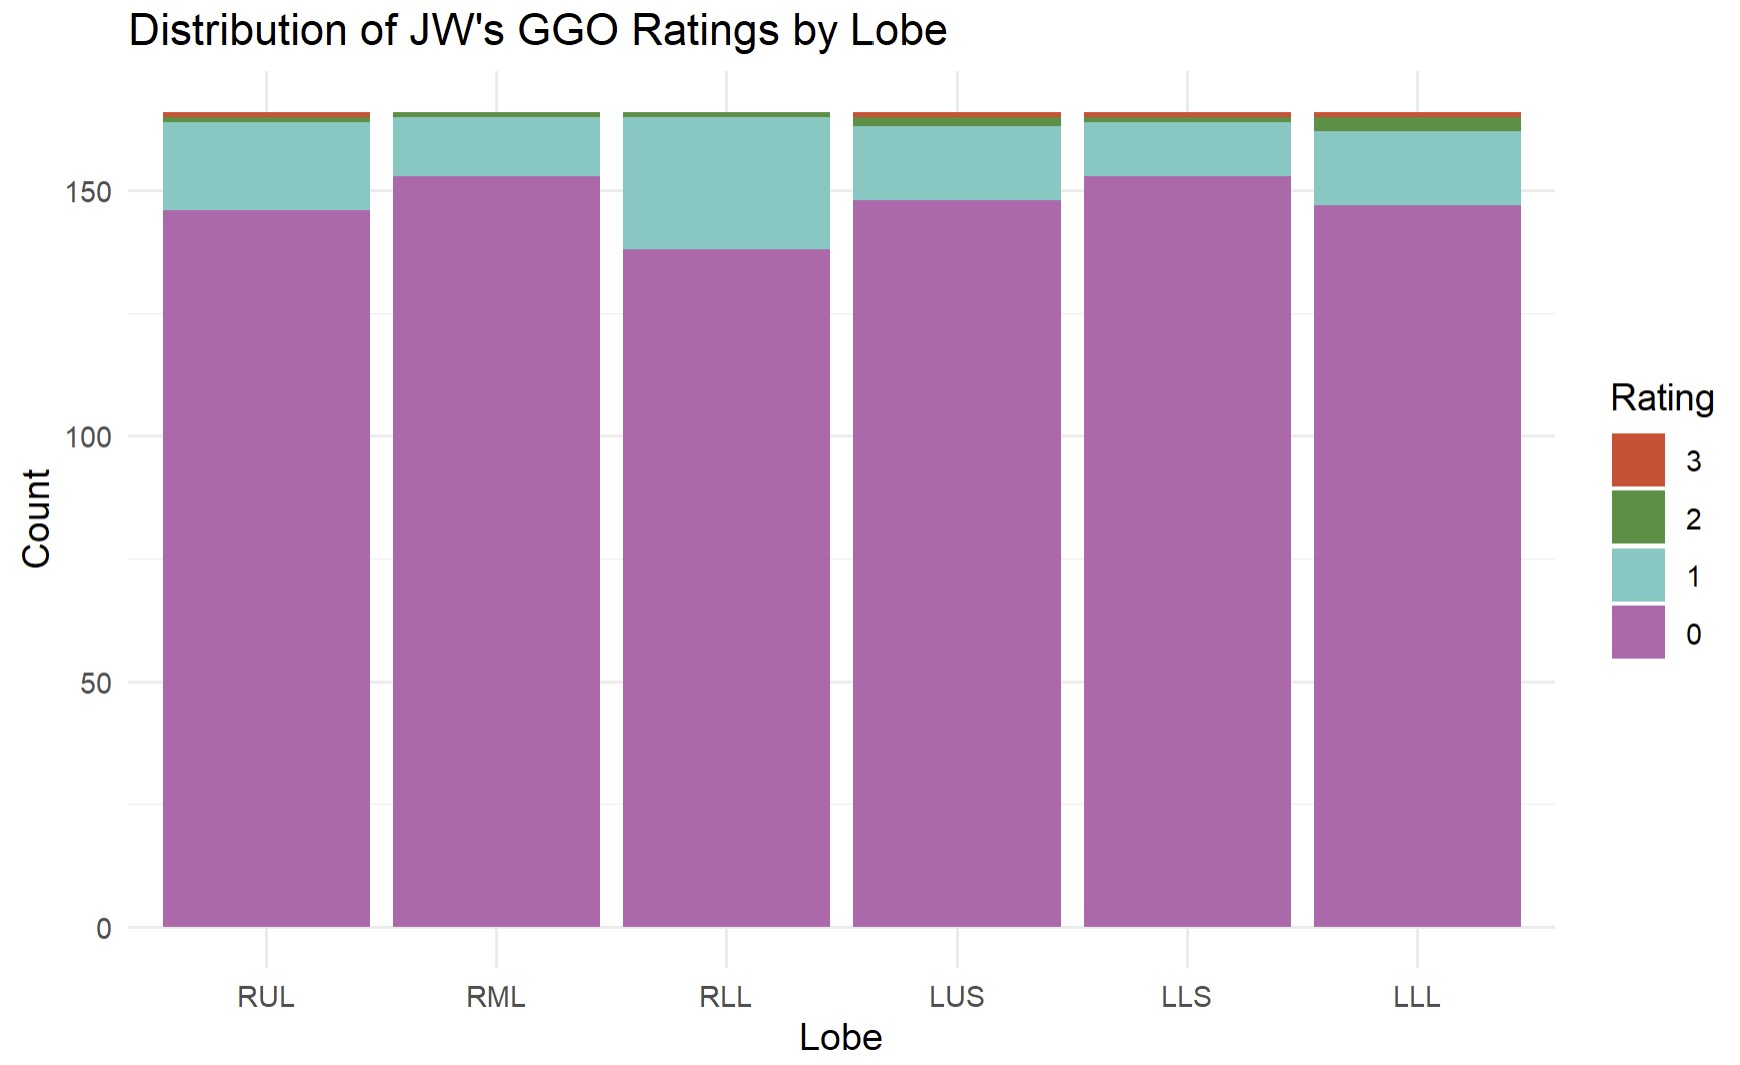 Distribution of JW's GGO Ratings by Lobe
Count
150
100
50
0
RUL
RML
RLL
LUS
LLS
LLL
Lobe
Rating
3
2
1
0